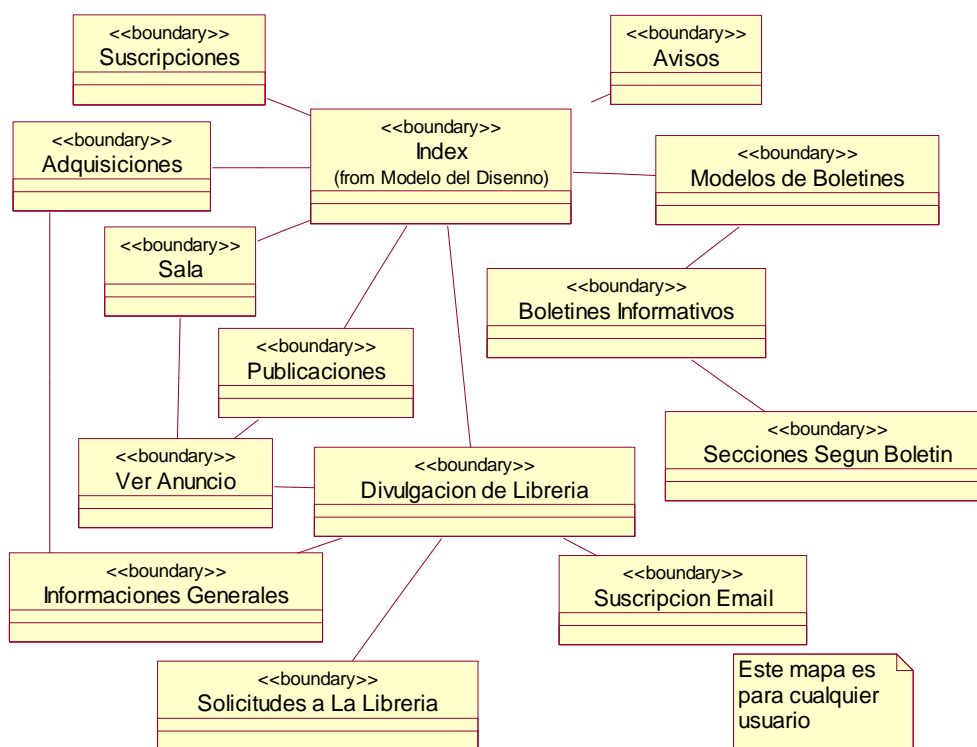 <<boundary>>
Suscripciones
<<boundary>>
Avisos
<<boundary>>
Adquisiciones
<<boundary>>
Index
(from Modelo del Disenno)
<<boundary>>
Modelos de Boletines
<<boundary>>
Sala
<<boundary>>
Boletines Informativos
<<boundary>>
Publicaciones
<<boundary>>
Ver Anuncio
<<boundary>>
Divulgacion de Libreria
<<boundary>>
Secciones Segun Boletin
<<boundary>>
Informaciones Generales
<<boundary>>
Suscripcion Email
<<boundary>>
Solicitudes a La Libreria
Este mapa es
para cualquier
usuario